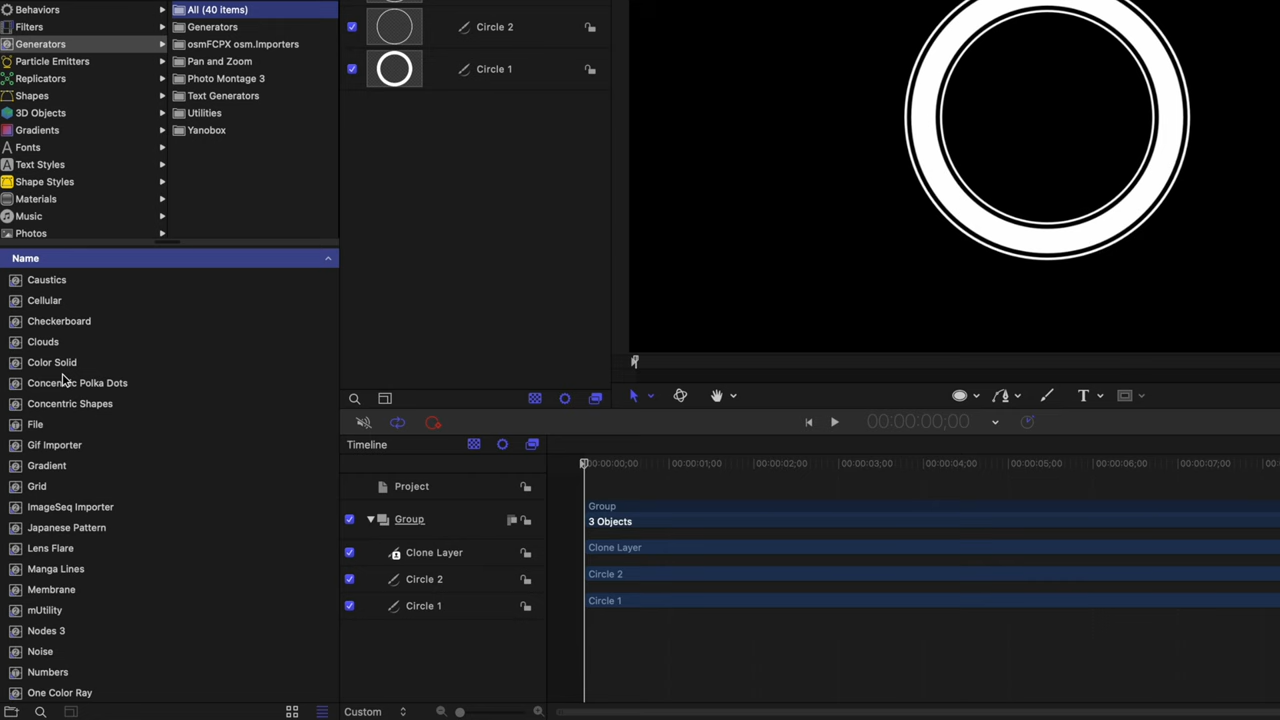 Behaviors
Filters
Generators
Particle Emitters
Replicators
Shapes
3D Objects
Gradients
Fonts
Text Styles
Shape Styles
Materials
Music
Photos
All (40 items)
Generators
osmFCPX osm.Importers
Pan and Zoom
Photo Montage 3
Text Generators
Utilities
Yanobox
Name
Caustics
Cellular
Checkerboard
Clouds
Color Solid
Concentric Polka Dots
Concentric Shapes
File
Gif Importer
Gradient
Grid
ImageSeq Importer
Japanese Pattern
Lens Flare
Manga Lines
Membrane
mUtility
Nodes 3
Noise
Numbers
One Color Ray
Circle 2
Circle 1
T
00:00:00;00
Timeline
00:00:00;00 00:00:01;00 00:00:02;00 00:00:03;00 00:00:04;00 00:00:05;00 00:00:06;00 00:00:07;00
Project
Group
Clone Layer
Circle 2
Circle 1
Group
3 Objects
Clone Layer
Circle 2
Circle 1
Custom